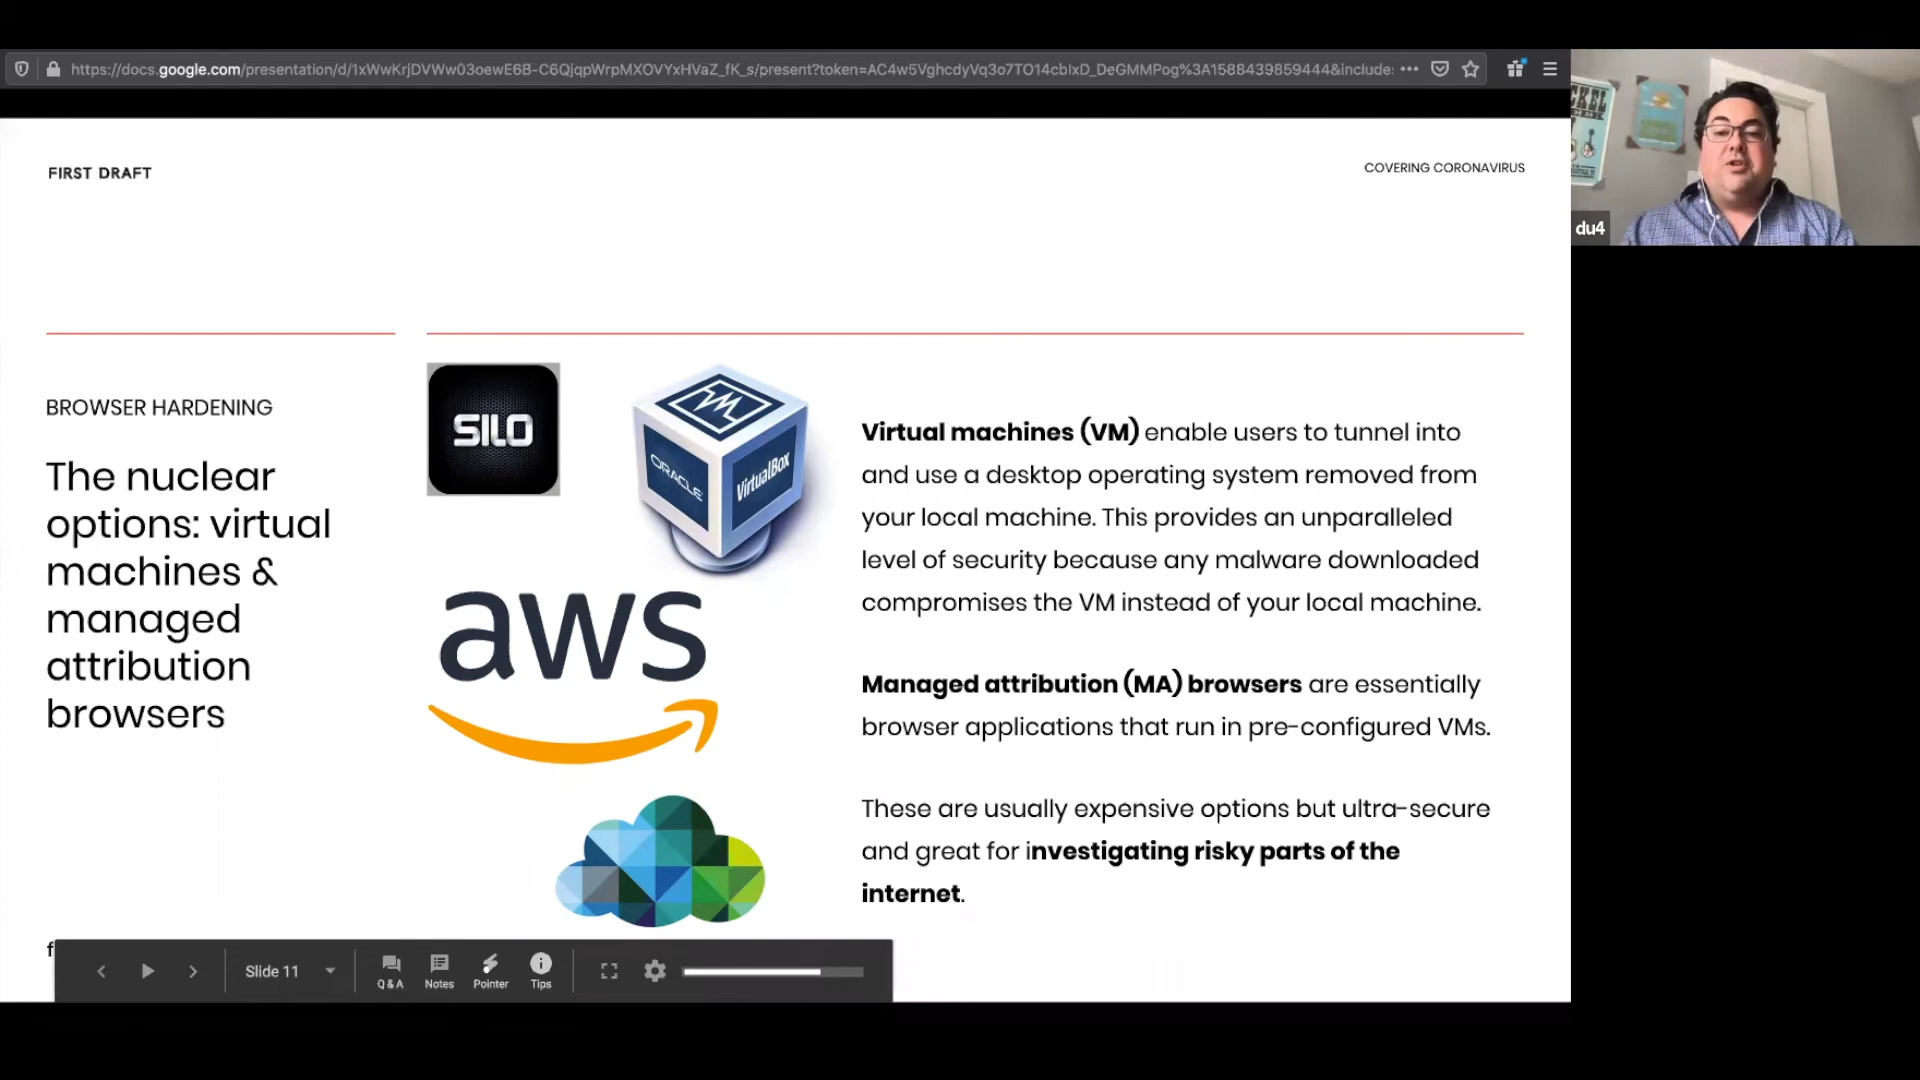 https://docs.google.com/presentation/d/1xWwKrjDVWw03oewE6B-C6QjqpWrpMXOVYxHVaZ_fK_s/present?token=AC4w5VghcdyVq3o7TO14cblxD_DeGMMPog%3A1588439859444&include:
FIRST DRAFT
COVERING CORONAVIRUS
du4
BROWSER HARDENING
The nuclear
options: virtual
machines &
managed
attribution
browsers
SILO
ORACLE
VirtualBox
aws
Virtual machines (VM) enable users to tunnel into
and use a desktop operating system removed from
your local machine. This provides an unparalleled
level of security because any malware downloaded
compromises the VM instead of your local machine.
Managed attribution (MA) browsers are essentially
browser applications that run in pre-configured VMs.
These are usually expensive options but ultra-secure
and great for investigating risky parts of the
internet.
f
Slide 11
Q&A
Notes
Pointer
Tips